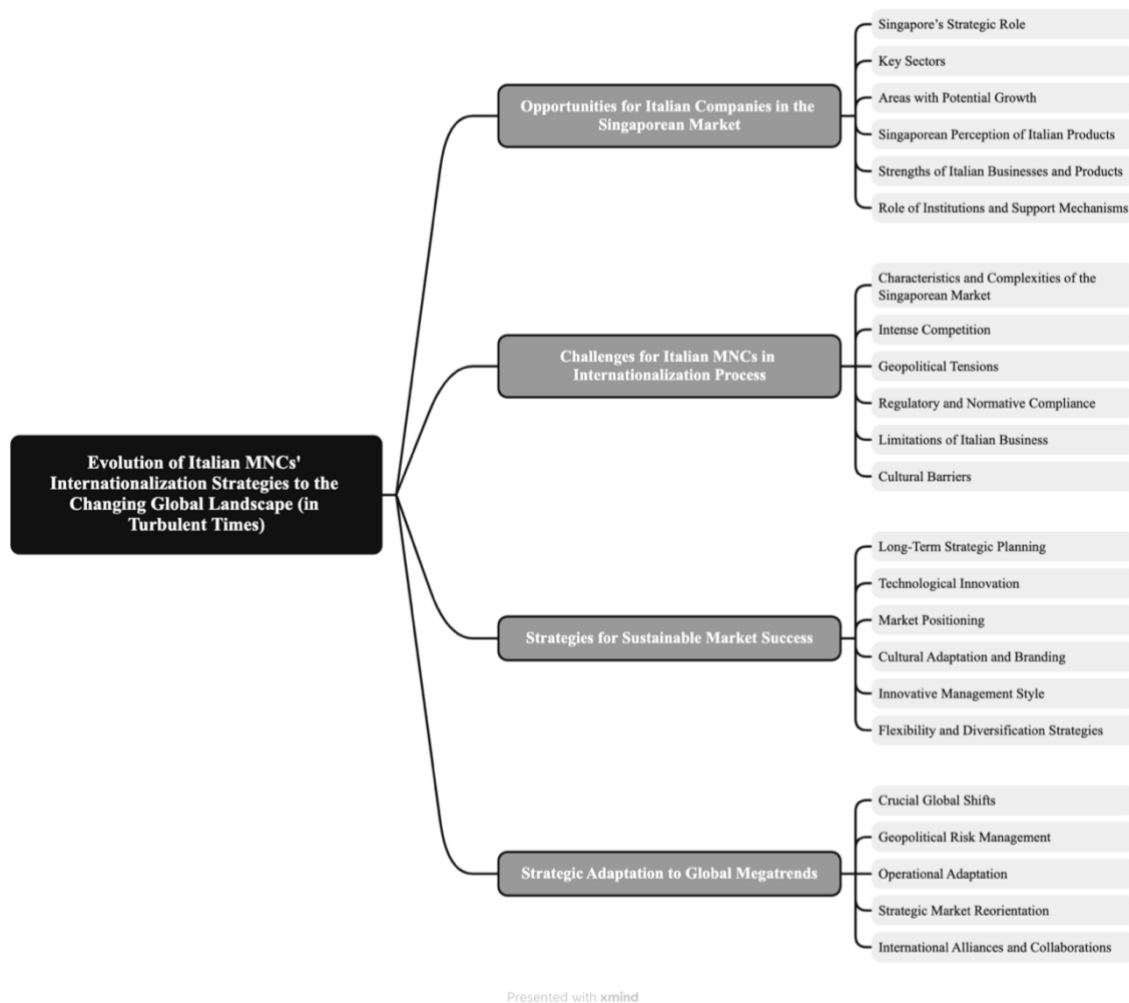 Evolution of Italian MNCs'
Internationalization Strategies to the
Changing Global Landscape (in
Turbulent Times)
Opportunities for Italian Companies in the
Singaporean Market
Singapore’s Strategic Role
Key Sectors
Areas with Potential Growth
Singaporean Perception of Italian Products
Strengths of Italian Businesses and Products
Role of Institutions and Support Mechanisms
Challenges for Italian MNCs in
Internationalization Process
Characteristics and Complexities of the
Singaporean Market
Intense Competition
Geopolitical Tensions
Regulatory and Normative Compliance
Limitations of Italian Business
Cultural Barriers
Strategies for Sustainable Market Success
Long-Term Strategic Planning
Technological Innovation
Market Positioning
Cultural Adaptation and Branding
Innovative Management Style
Flexibility and Diversification Strategies
Strategic Adaptation to Global Megatrends
Crucial Global Shifts
Geopolitical Risk Management
Operational Adaptation
Strategic Market Reorientation
International Alliances and Collaborations
Presented with xmind